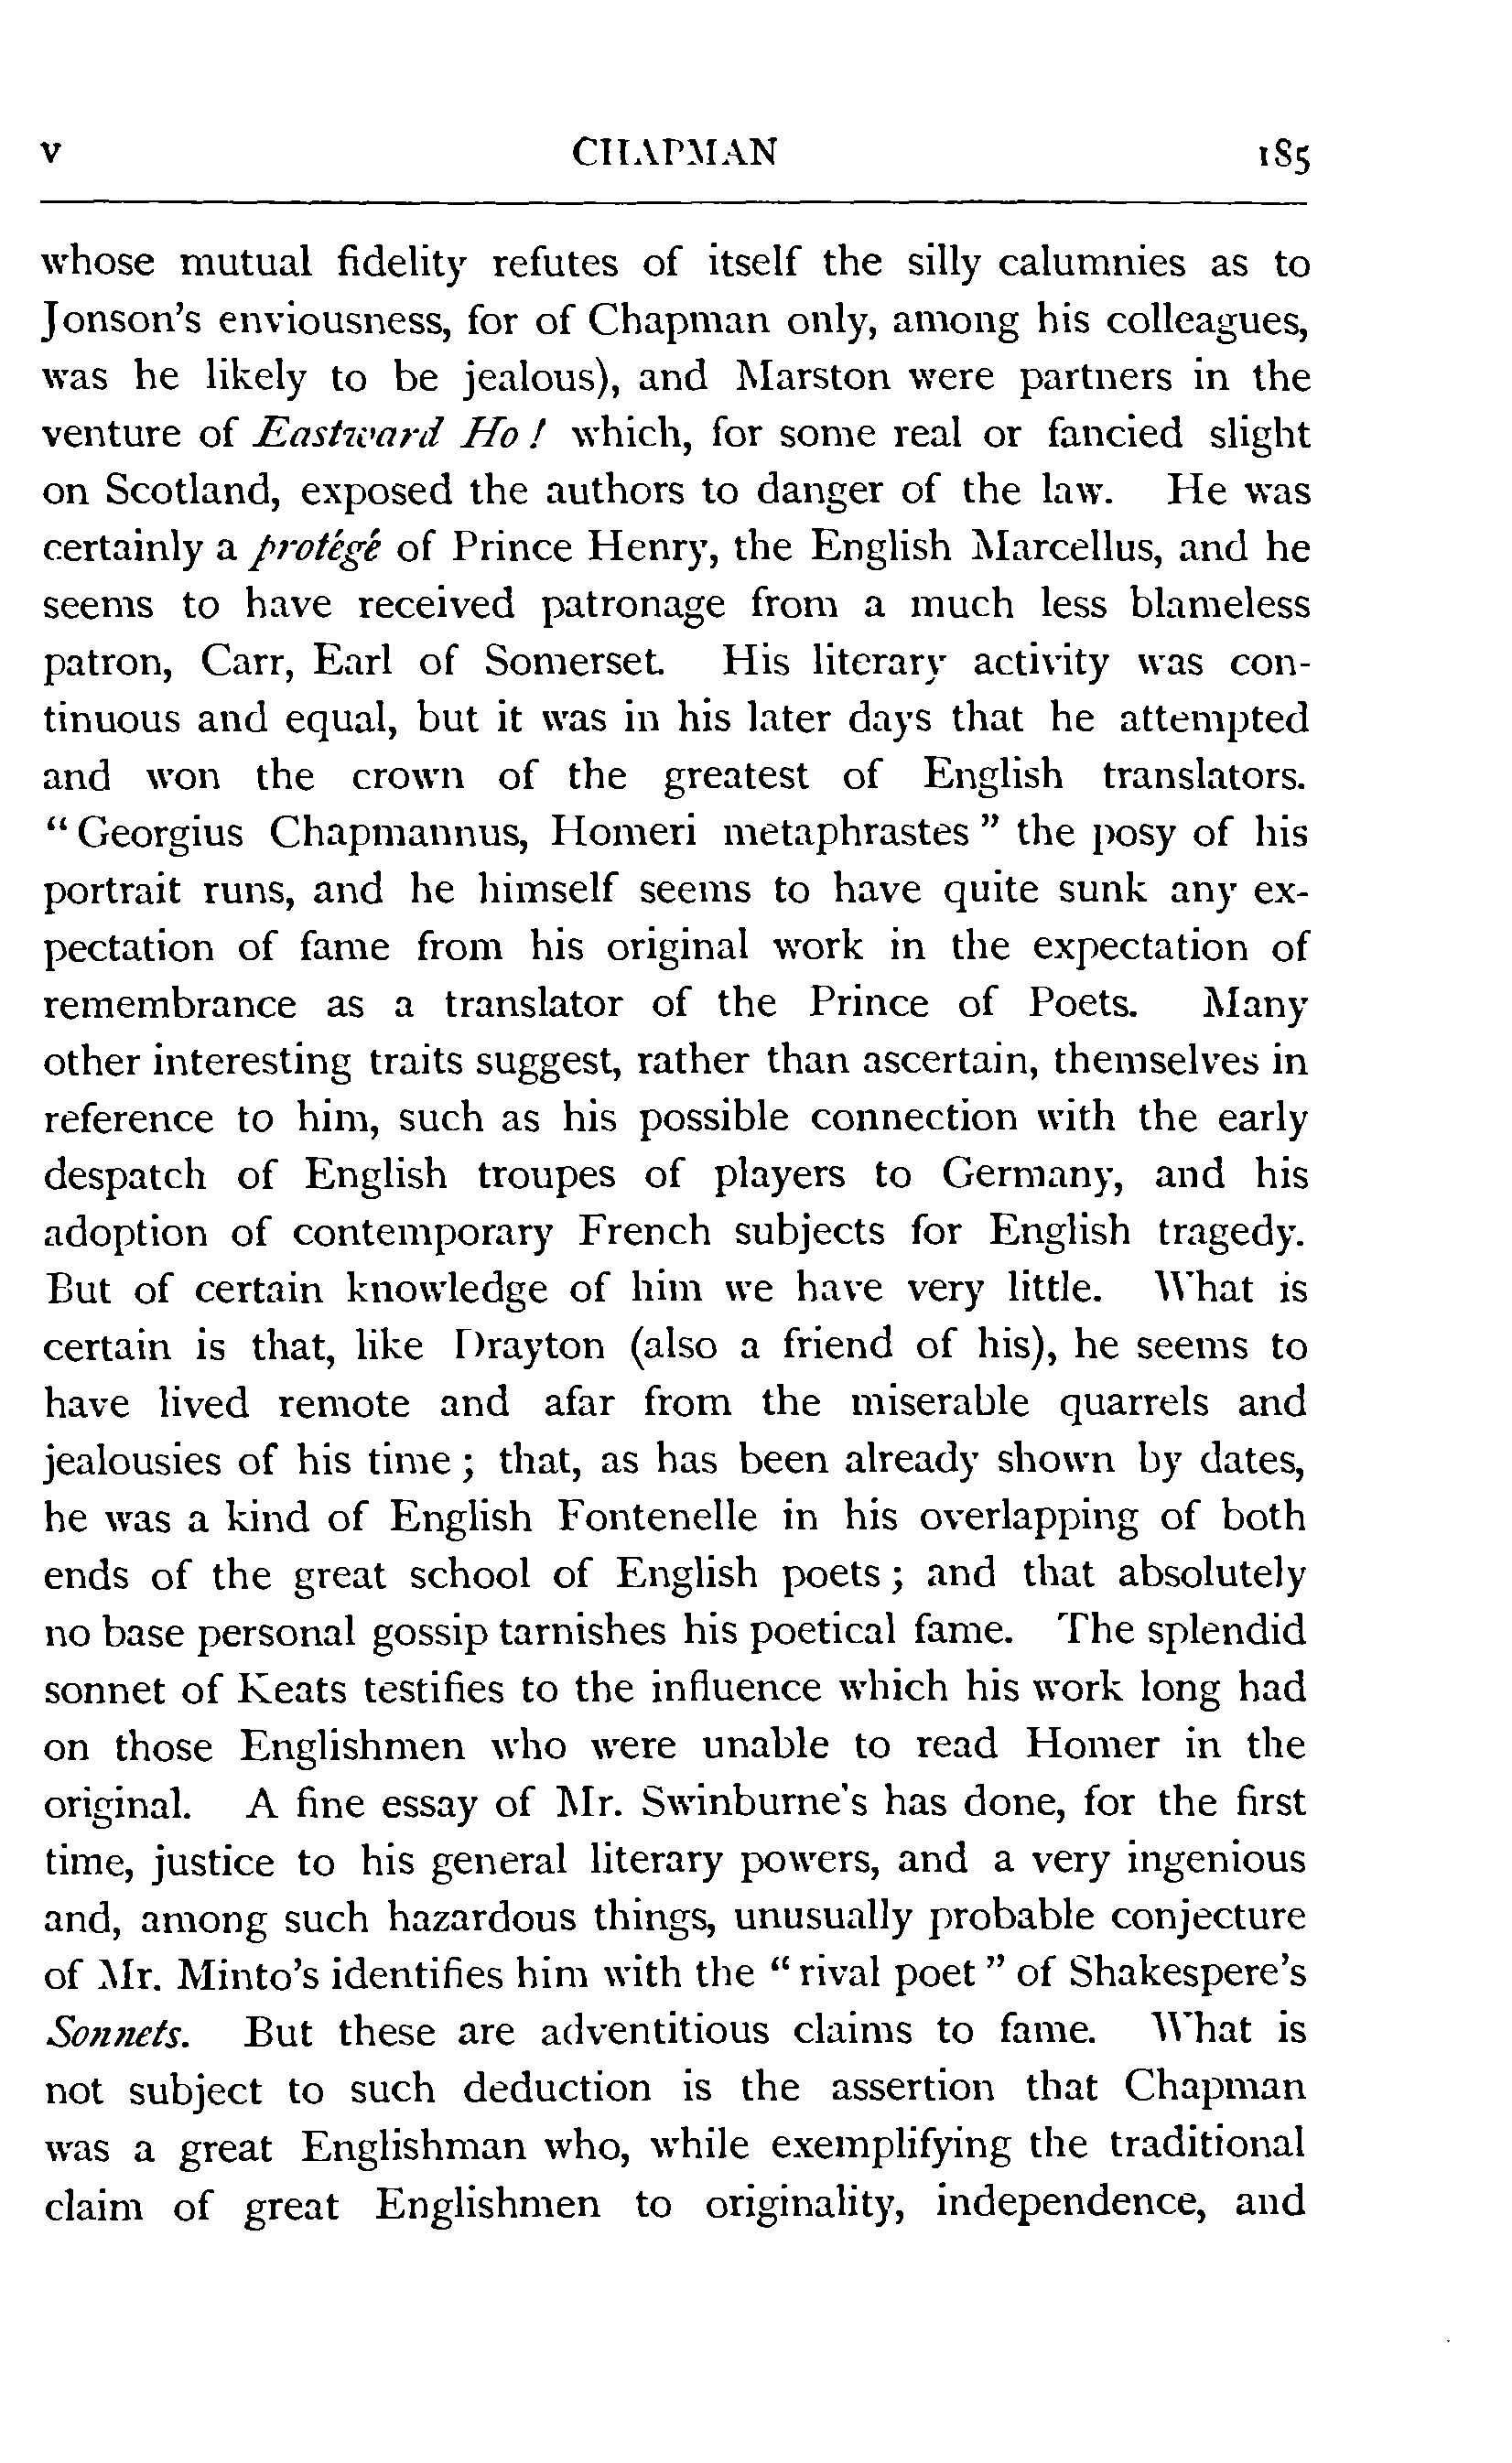 v CHAPMAN 185
whose mutual fidelity refutes of itself the silly calumnies as to
Jonson's enviousness, for of Chapman only, among his colleagues,
was he likely to be jealous), and Marston were partners in the
venture of Eastward Ho! which, for some real or fancied slight
on Scotland, exposed the authors to danger of the law. He was
certainly a protégé of Prince Henry, the English Marcellus, and he
seems to have received patronage from a much less blameless
patron, Carr, Earl of Somerset. His literary activity was con-
tinuous and equal, but it was in his later days that he attempted
and won the crown of the greatest of English translators.
"Georgius Chapmannus, Homeri metaphrastes" the posy of his
portrait runs, and he himself seems to have quite sunk any ex-
pectation of fame from his original work in the expectation of
remembrance as a translator of the Prince of Poets. Many
other interesting traits suggest, rather than ascertain, themselves in
reference to him, such as his possible connection with the early
despatch of English troupes of players to Germany, and his
adoption of contemporary French subjects for English tragedy.
But of certain knowledge of him we have very little. What is
certain is that, like Drayton (also a friend of his), he seems to
have lived remote and afar from the miserable quarrels and
jealousies of his time; that, as has been already shown by dates,
he was a kind of English Fontenelle in his overlapping of both
ends of the great school of English poets; and that absolutely
no base personal gossip tarnishes his poetical fame. The splendid
sonnet of Keats testifies to the influence which his work long had
on those Englishmen who were unable to read Homer in the
original. A fine essay of Mr. Swinburne's has done, for the first
time, justice to his general literary powers, and a very ingenious
and, among such hazardous things, unusually probable conjecture
of Mr. Minto's identifies him with the "rival poet" of Shakespere's
Sonnets. But these are adventitious claims to fame. What is
not subject to such deduction is the assertion that Chapman
was a great Englishman who, while exemplifying the traditional
claim of great Englishmen to originality, independence, and